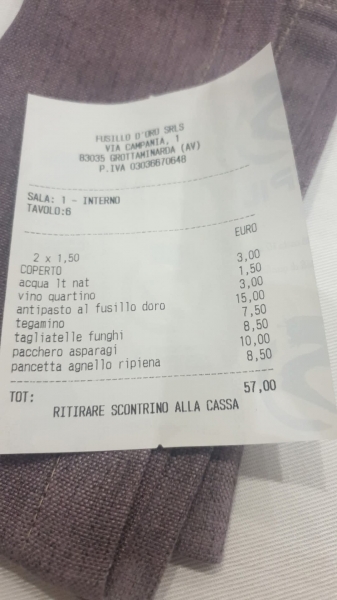 FUSILLO D'ORO SRLS
VIA CAMPANIA, 1
83035 GROTTAMINARDA (AV)
P.IVA 03036670648
SALA: 1 - INTERNO
TAVOLO:6
EURO
2 x 1,50
COPERTO 3,00
acqua lt nat 1,50
vino quartino 3,00
antipasto al fusillo doro 15,00
tegamino 7,50
tagliatelle funghi 8,50
pacchero asparagi 10,00
pancetta agnello ripiena 8,50
TOT: 57,00
RITIRARE SCONTRINO ALLA CASSA